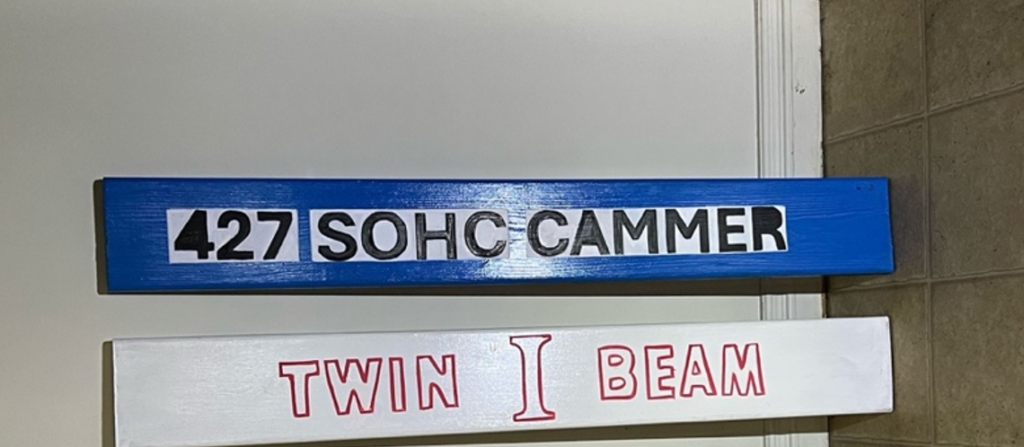 427 SOHC CAMMER
TWIN I BEAM